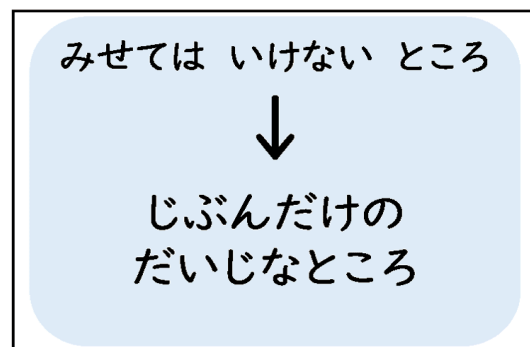 みせては いけない ところ
↓
じぶんだけの
だいじなところ